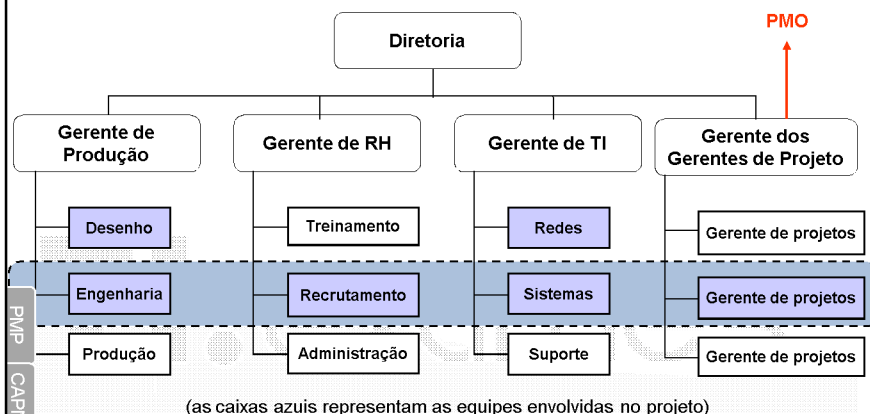 PMO
Diretoria
Gerente de
Produção
Gerente de RH
Gerente de TI
Gerente dos
Gerentes de Projeto
Desenho
Treinamento
Redes
Gerente de projetos
Engenharia
Recrutamento
Sistemas
Gerente de projetos
Produção
Administração
Suporte
Gerente de projetos
PMP
(as caixas azuis representam as equipes envolvidas no projeto)